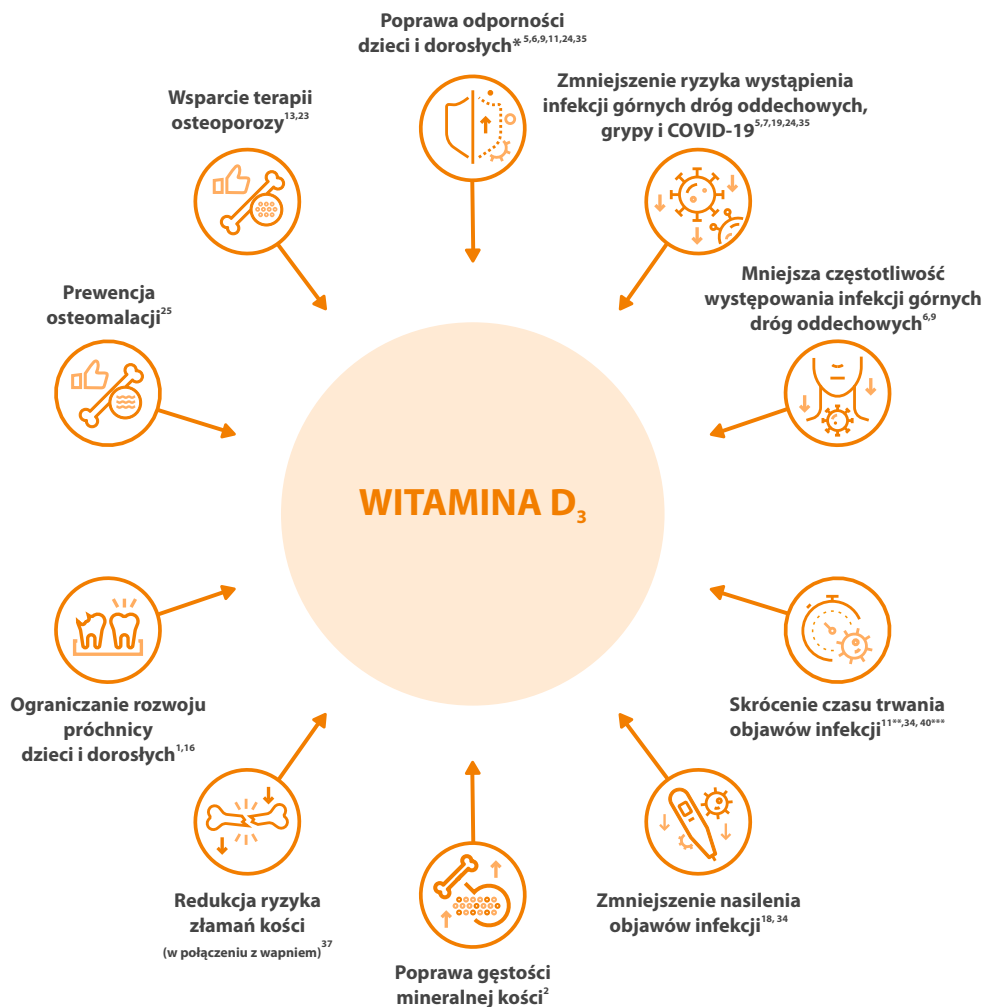 Poprawa odporności
dzieci i dorosłych* 5,6,9,11,24,35
Zmniejszenie ryzyka wystąpienia
infekcji górnych dróg oddechowych,
grypy i COVID-19 5,7,19,24,35
Wsparcie terapii
osteoporozy 13,23
Mniejsza częstotliwość
występowania infekcji górnych
dróg oddechowych 6,9
Prewencja
osteomalacji 25
WITAMINA D3
Skrócenie czasu trwania
objawów infekcji 11**,34, 40***
Ograniczanie rozwoju
próchnicy
dzieci i dorosłych 1,16
Zmniejszenie nasilenia
objawów infekcji 18, 34
Redukcja ryzyka
złamań kości
(w połączeniu z wapniem) 37
Poprawa gęstości
mineralnej kości 2